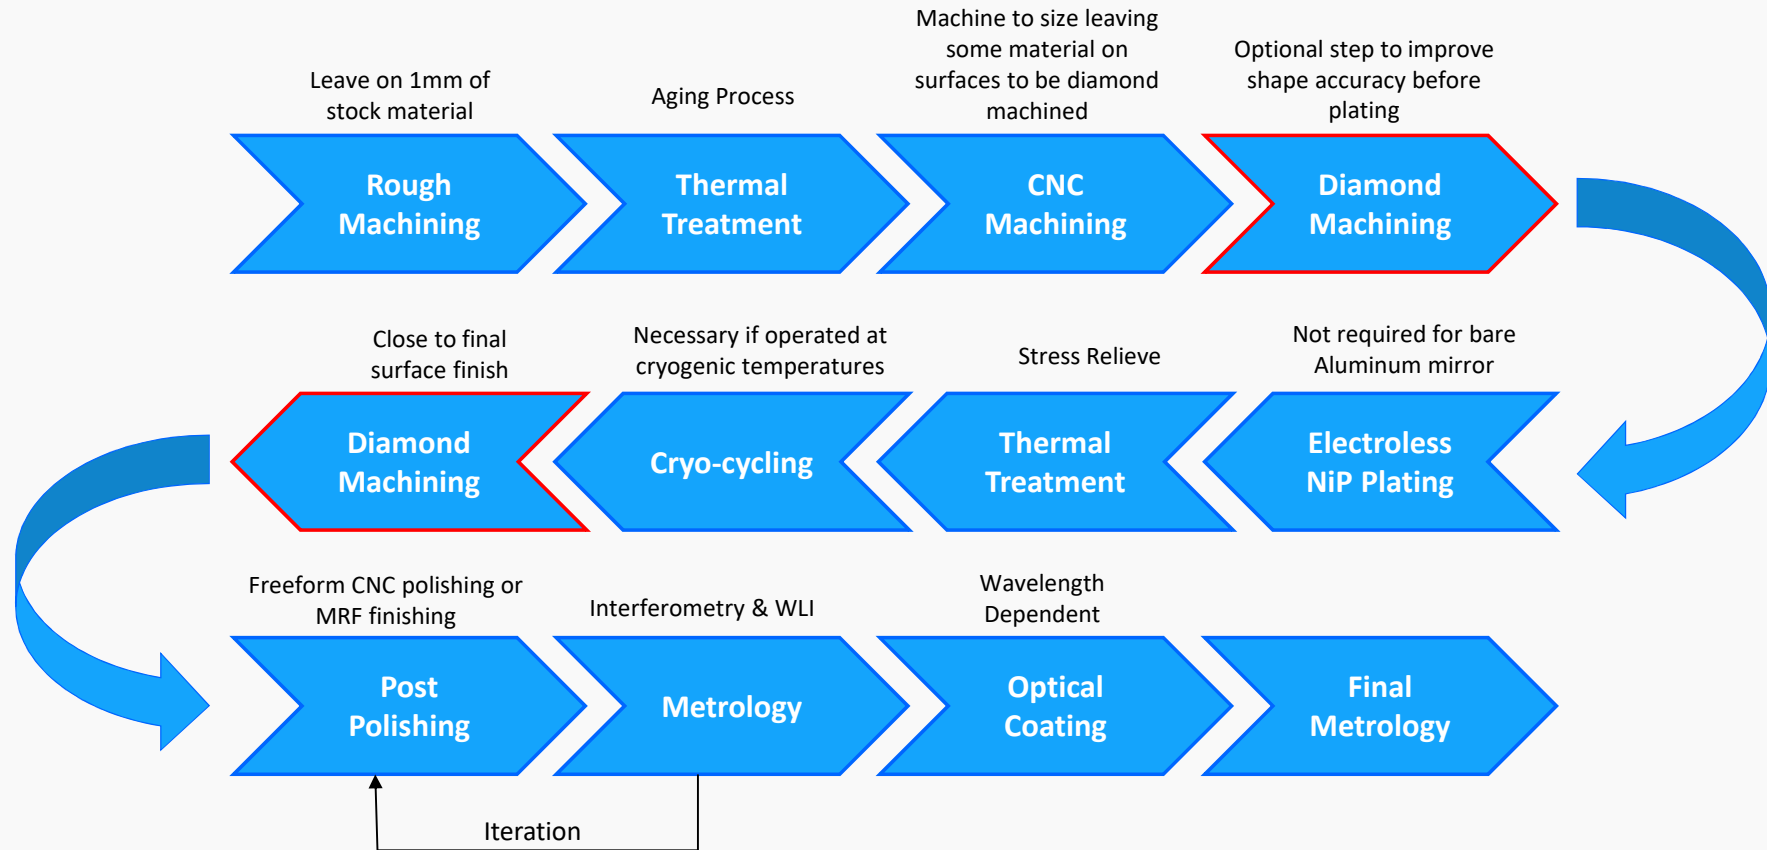 Leave on 1mm of
stock material
Rough
Machining
Aging Process
Thermal
Treatment
Machine to size leaving
some material on
surfaces to be diamond
machined
CNC
Machining
Optional step to improve
shape accuracy before
plating
Diamond
Machining
Not required for bare
Aluminum mirror
Electroless
NiP Plating
Stress Relieve
Thermal
Treatment
Necessary if operated at
cryogenic temperatures
Cryo-cycling
Close to final
surface finish
Diamond
Machining
Freeform CNC polishing or
MRF finishing
Post
Polishing
Interferometry & WLI
Metrology
Iteration
Wavelength
Dependent
Optical
Coating
Final
Metrology